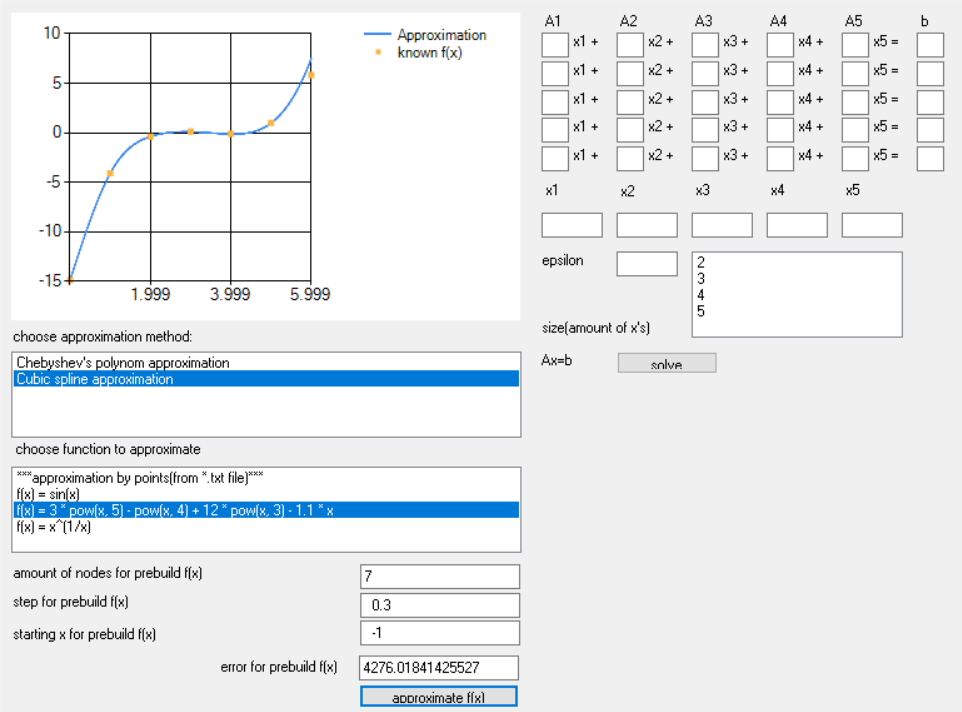 10
5
0
-5
-10
-15
1.999 3.999 5.999
Approximation
known f(x)
choose approximation method:
Chebyshev's polynom approximation
Cubic spline approximation
choose function to approximate
***approximation by points(from *.txt file)***
f(x) = sin(x)
f(x) = 3 * pow(x, 5) - pow(x, 4) + 12 * pow(x, 3) - 1.1 * x
f(x) = x^(1/x)
amount of nodes for prebuild f(x) 7
step for prebuild f(x) 0.3
starting x for prebuild f(x) -1
error for prebuild f(x) 4276.01841425527
approximate f(x)
A1 A2 A3 A4 A5 b
x1 + x2 + x3 + x4 + x5 =
x1 + x2 + x3 + x4 + x5 =
x1 + x2 + x3 + x4 + x5 =
x1 + x2 + x3 + x4 + x5 =
x1 + x2 + x3 + x4 + x5 =
x1 x2 x3 x4 x5
epsilon
2
3
4
5
size(amount of x's)
Ax=b solve